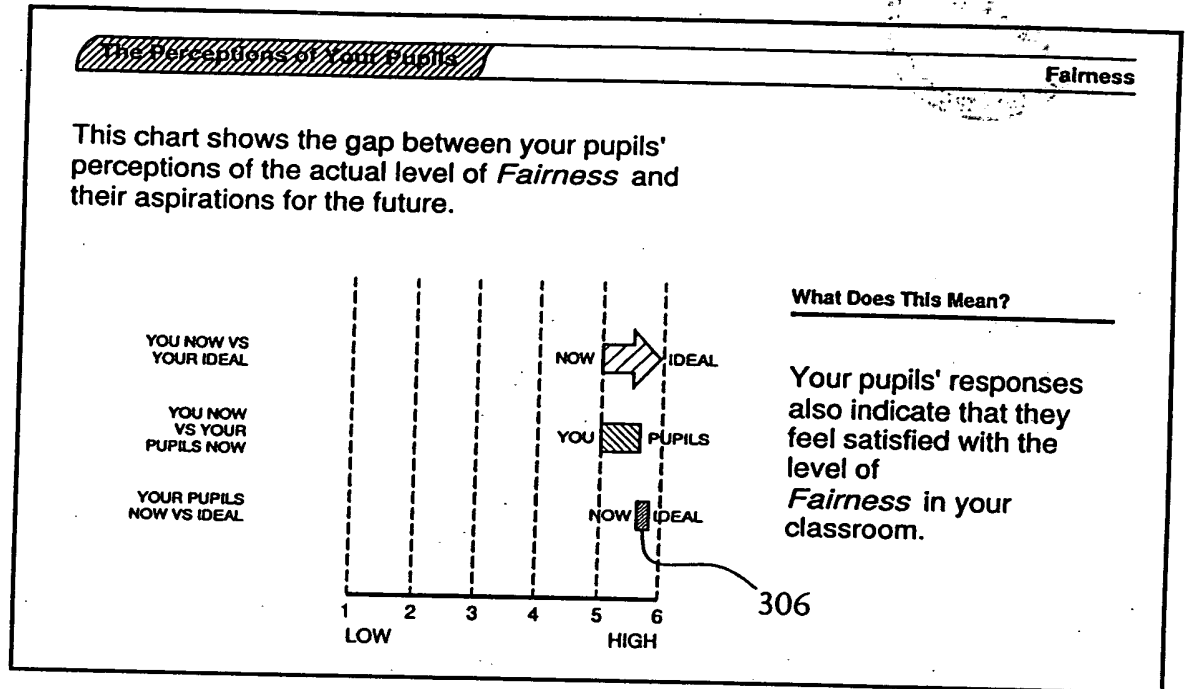 The Perceptions of Your Pupils
Fairness
This chart shows the gap between your pupils'
perceptions of the actual level of Fairness and
their aspirations for the future.
What Does This Mean?
YOU NOW VS
YOUR IDEAL
NOW IDEAL
YOU NOW
VS YOUR
PUPILS NOW
YOU PUPILS
YOUR PUPILS
NOW VS IDEAL
NOW IDEAL
Your pupils' responses
also indicate that they
feel satisfied with the
level of
Fairness in your
classroom.
306
1 2 3 4 5 6
LOW HIGH